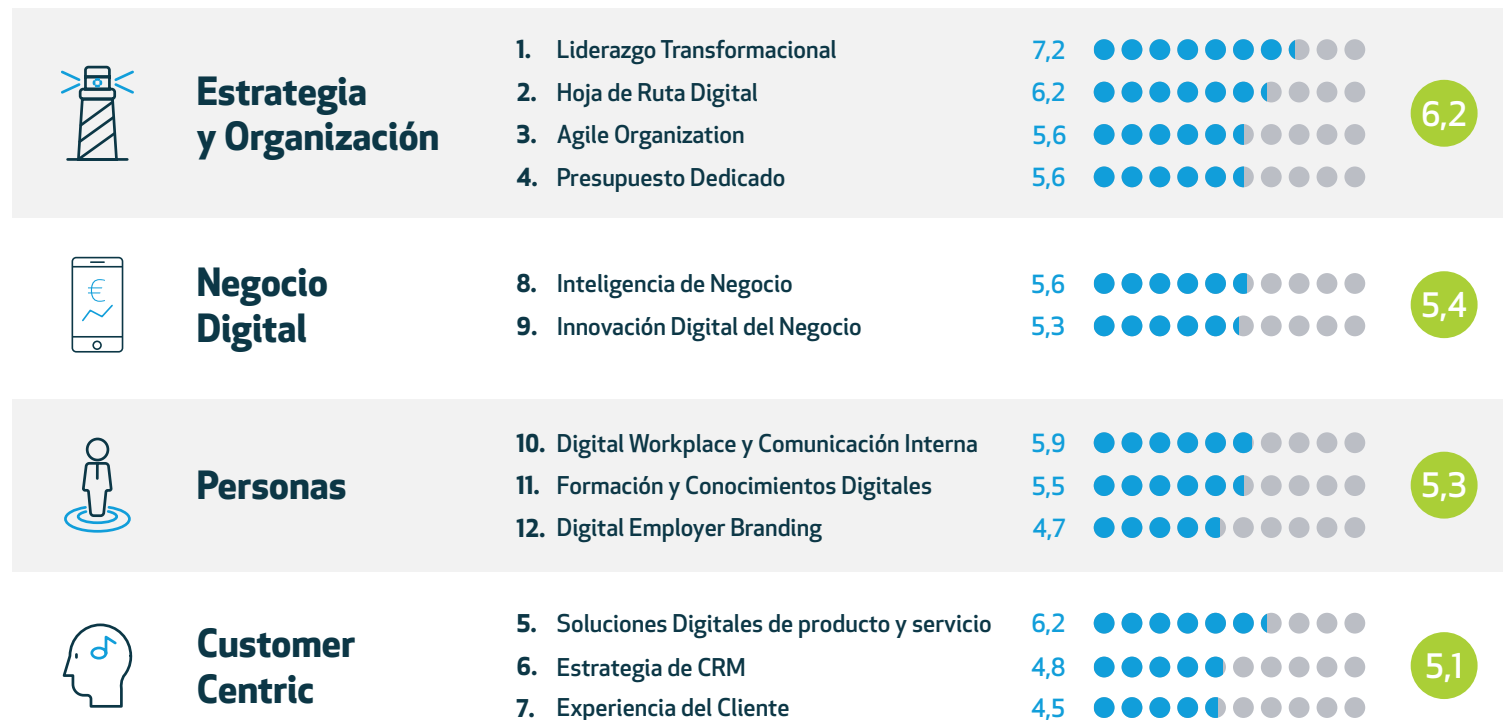 Estrategia
y Organización
1. Liderazgo Transformacional 7,2
2. Hoja de Ruta Digital 6,2
3. Agile Organization 5,6
4. Presupuesto Dedicado 5,6
6,2
€
Negocio
Digital
8. Inteligencia de Negocio 5,6
9. Innovación Digital del Negocio 5,3
5,4
Personas
10. Digital Workplace y Comunicación Interna 5,9
11. Formación y Conocimientos Digitales 5,5
12. Digital Employer Branding 4,7
5,3
Customer
Centric
5. Soluciones Digitales de producto y servicio 6,2
6. Estrategia de CRM 4,8
7. Experiencia del Cliente 4,5
5,1